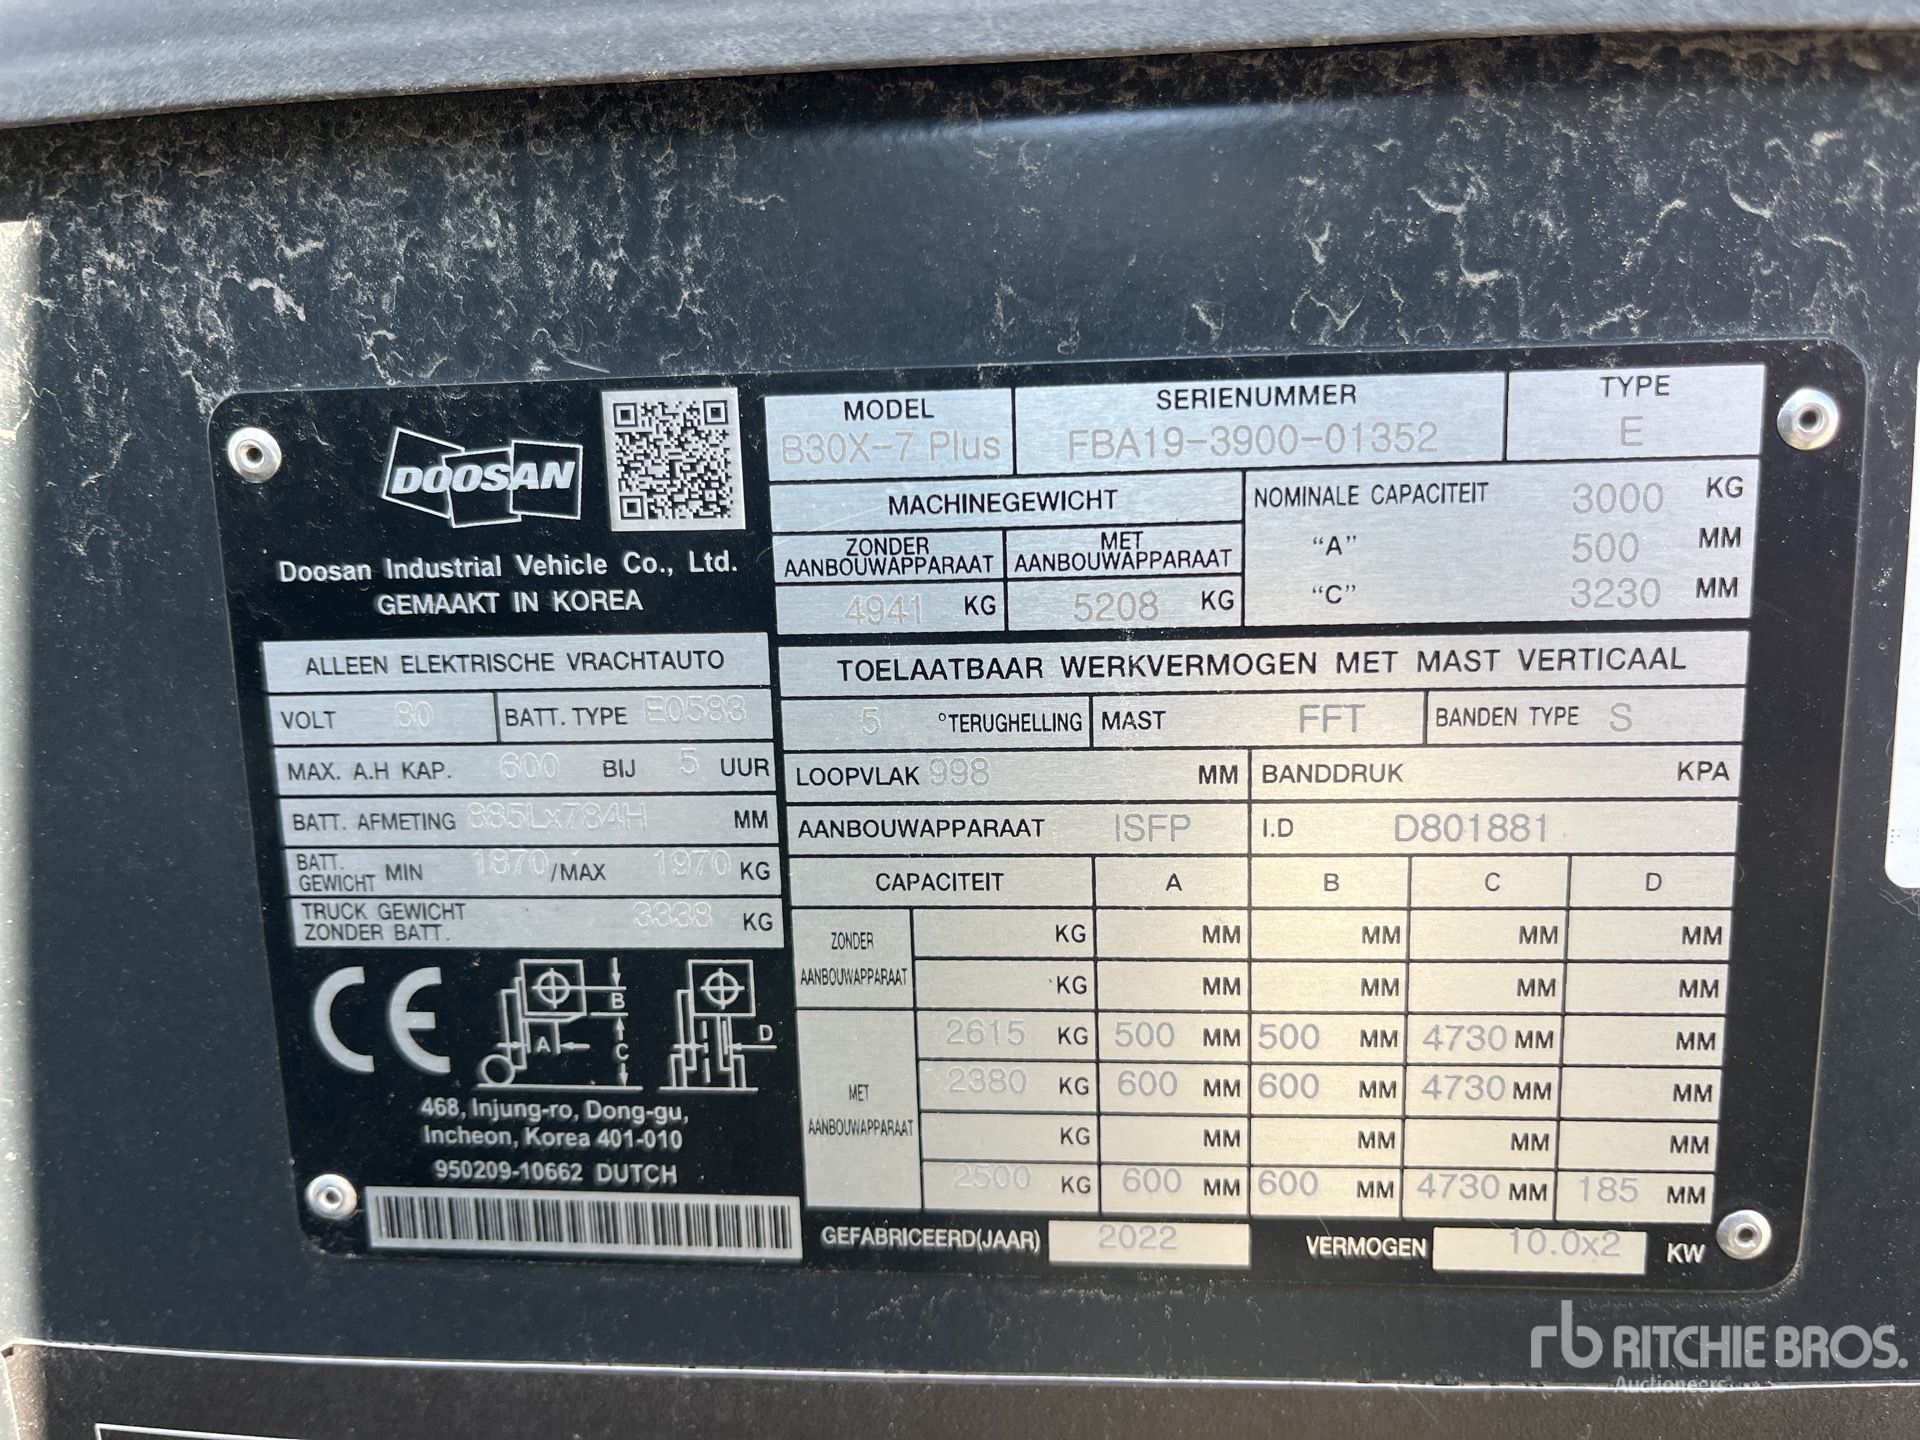 DOOSAN
Doosan Industrial Vehicle Co., Ltd.
GEMAAKT IN KOREA
MODEL
B30X-7 Plus
SERIENUMMER
FBA19-3900-01352
TYPE
E
MACHINEGEWICHT
ZONDER AANBOUWAPPARAAT
MET AANBOUWAPPARAAT
4941 KG
5208 KG
NOMINALE CAPACITEIT 3000 KG
"A" 500 MM
"C" 3230 MM
ALLEEN ELEKTRISCHE VRACHTAUTO
VOLT 80 BATT. TYPE E0583
MAX. A.H KAP. 600 BIJ 5 UUR
BATT. AFMETING 885Lx784H MM
BATT. GEWICHT MIN 1870 /MAX 1970 KG
TRUCK GEWICHT ZONDER BATT. 3338 KG
TOELAATBAAR WERKVERMOGEN MET MAST VERTICAAL
5 °TERUGHELLING MAST FFT BANDEN TYPE S
LOOPVLAK 998 MM BANDDRUK KPA
AANBOUWAPPARAAT ISFP I.D D801881
CAPACITEIT A B C D
ZONDER AANBOUWAPPARAAT
KG MM MM MM MM
KG MM MM MM MM
MET AANBOUWAPPARAAT
2615 KG 500 MM 500 MM 4730 MM MM
2380 KG 600 MM 600 MM 4730 MM MM
KG MM MM MM MM
2500 KG 600 MM 600 MM 4730 MM 185 MM
GEFABRICEERD(JAAR) 2022 VERMOGEN 10.0x2 KW
CE
A B C D
468, Injung-ro, Dong-gu,
Incheon, Korea 401-010
950209-10662 DUTCH
rb RITCHIE BROS.
Auctioneers